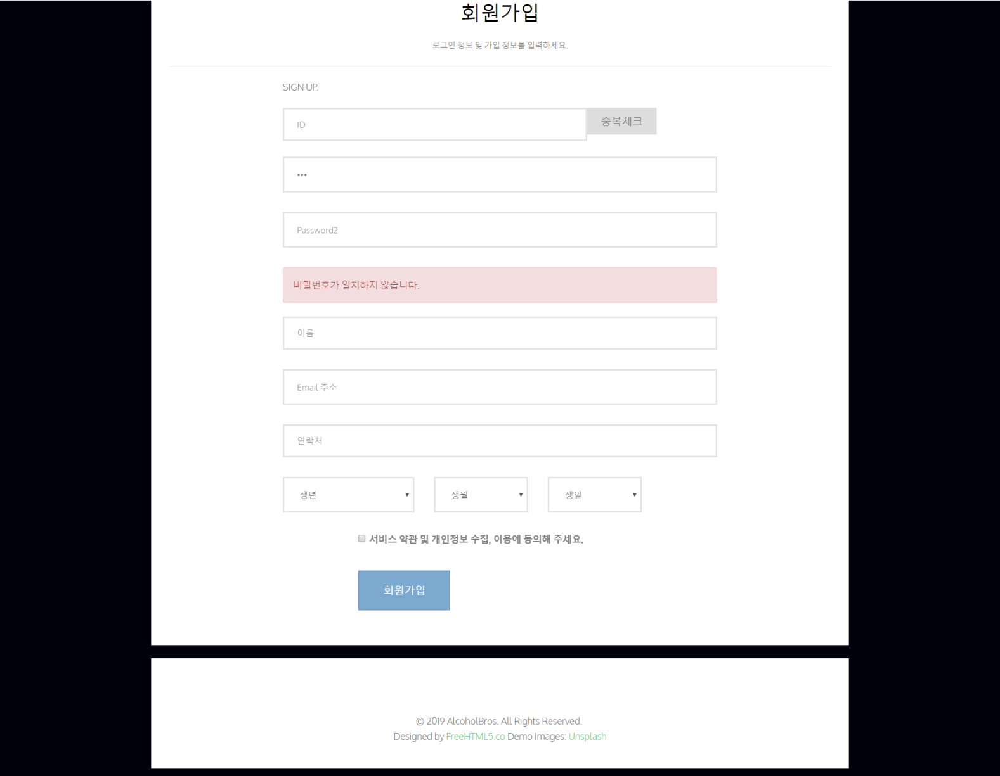 회원가입
로그인 정보 및 가입 정보를 입력하세요.
SIGN UP.
ID
중복체크
•••
Password2
비밀번호가 일치하지 않습니다.
이름
Email 주소
연락처
생년 생월 생일
서비스 약관 및 개인정보 수집, 이용에 동의해 주세요.
회원가입
© 2019 AlcoholBros. All Rights Reserved.
Designed by FreeHTML5.co Demo Images: Unsplash